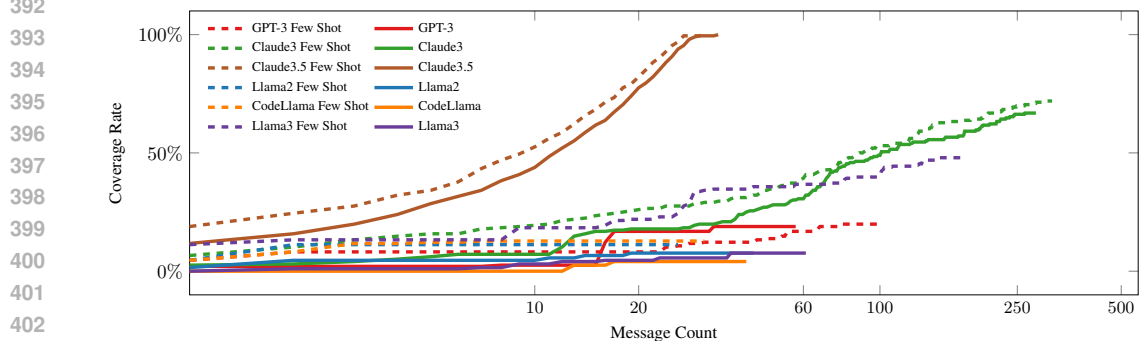 392
393
394
395
396
397
398
399
400
401
402
100%
50%
0%
Coverage Rate
GPT-3 Few Shot
GPT-3
Claude3 Few Shot
Claude3
Claude3.5 Few Shot
Claude3.5
Llama2 Few Shot
Llama2
CodeLlama Few Shot
CodeLlama
Llama3 Few Shot
Llama3
10 20 60 100 250 500
Message Count